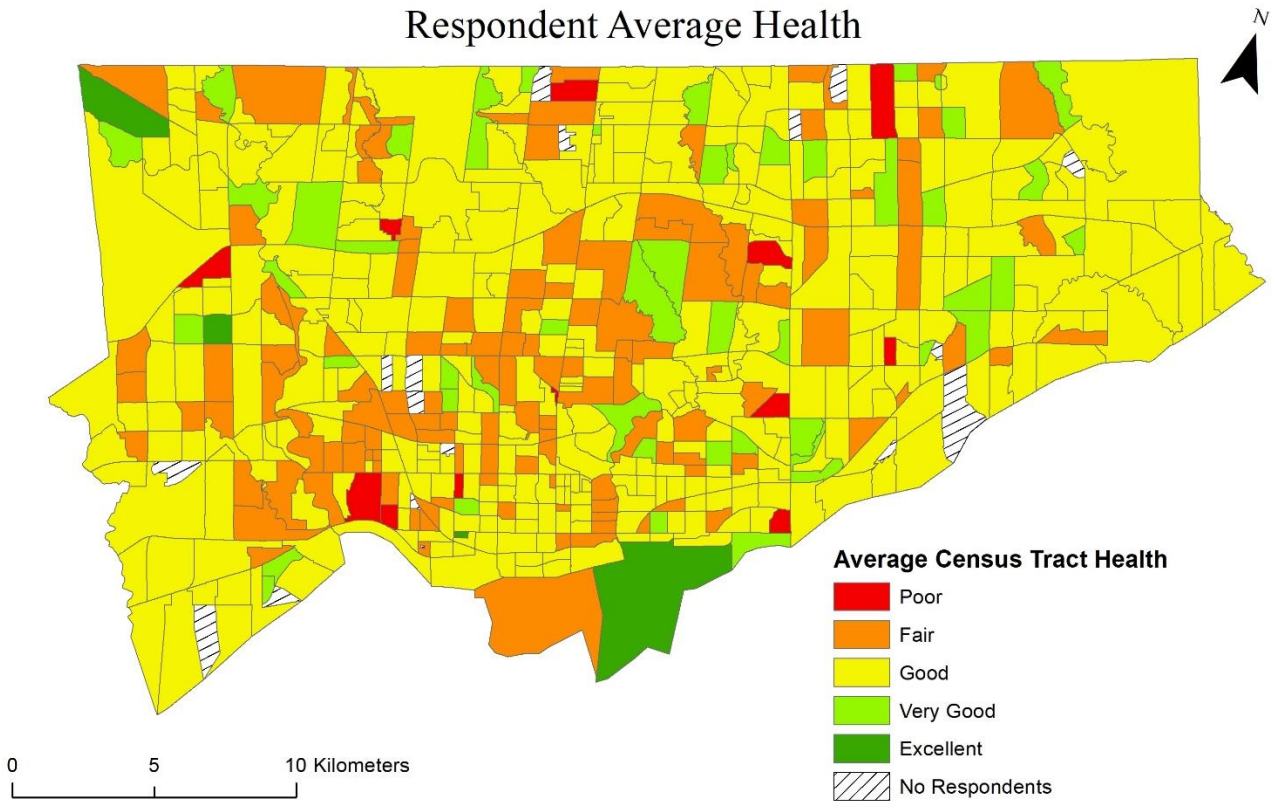 Respondent Average Health
N
Average Census Tract Health
Poor
Fair
Good
Very Good
Excellent
No Respondents
0 5 10 Kilometers